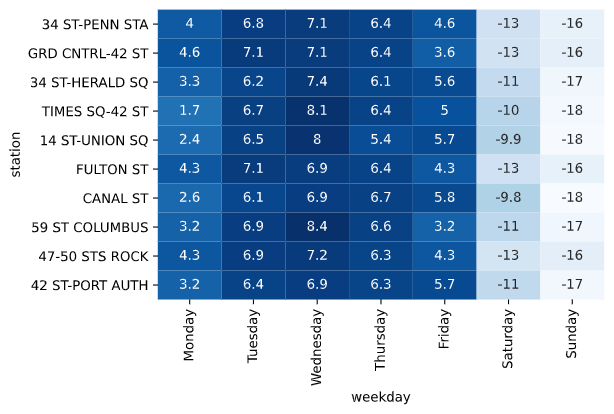 34 ST-PENN STA 4 6.8 7.1 6.4 4.6 -13 -16
GRD CNTRL-42 ST 4.6 7.1 7.1 6.4 3.6 -13 -16
34 ST-HERALD SQ 3.3 6.2 7.4 6.1 5.6 -11 -17
TIMES SQ-42 ST 1.7 6.7 8.1 6.4 5 -10 -18
14 ST-UNION SQ 2.4 6.5 8 5.4 5.7 -9.9 -18
FULTON ST 4.3 7.1 6.9 6.4 4.3 -13 -16
CANAL ST 2.6 6.1 6.9 6.7 5.8 -9.8 -18
59 ST COLUMBUS 3.2 6.9 8.4 6.6 3.2 -11 -17
47-50 STS ROCK 4.3 6.9 7.2 6.3 4.3 -13 -16
42 ST-PORT AUTH 3.2 6.4 6.9 6.3 5.7 -11 -17
station
Monday Tuesday Wednesday Thursday Friday Saturday Sunday
weekday